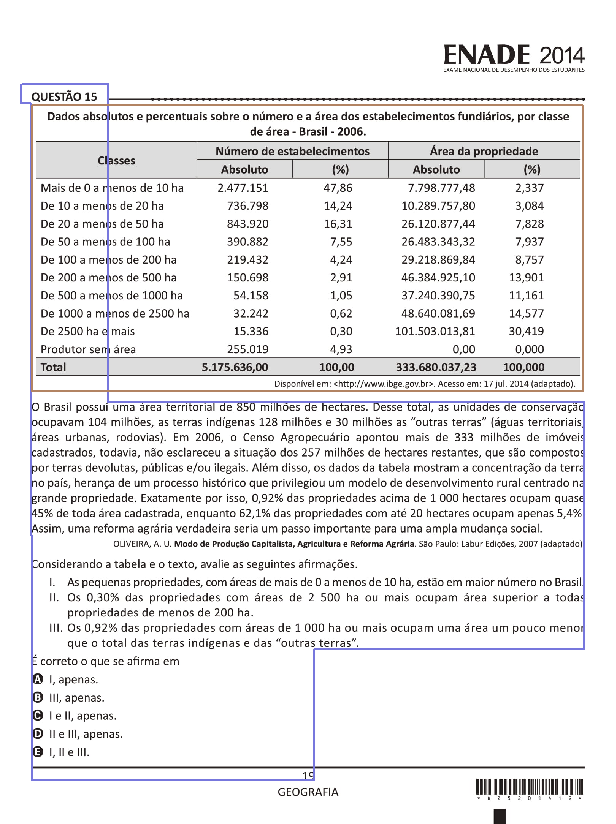 ENADE 2014
EXAME NACIONAL DE DESEMPENHO DOS ESTUDANTES
QUESTÃO 15
Dados absolutos e percentuais sobre o número e a área dos estabelecimentos fundiários, por classe
de área - Brasil - 2006.
Classes Número de estabelecimentos Área da propriedade
Absoluto (%) Absoluto (%)
Mais de 0 a menos de 10 ha 2.477.151 47,86 7.798.777,48 2,337
De 10 a menos de 20 ha 736.798 14,24 10.289.757,80 3,084
De 20 a menos de 50 ha 843.920 16,31 26.120.877,44 7,828
De 50 a menos de 100 ha 390.882 7,55 26.483.343,32 7,937
De 100 a menos de 200 ha 219.432 4,24 29.218.869,84 8,757
De 200 a menos de 500 ha 150.698 2,91 46.384.925,10 13,901
De 500 a menos de 1000 ha 54.158 1,05 37.240.390,75 11,161
De 1000 a menos de 2500 ha 32.242 0,62 48.640.081,69 14,577
De 2500 ha e mais 15.336 0,30 101.503.013,81 30,419
Produtor sem área 255.019 4,93 0,00 0,000
Total 5.175.636,00 100,00 333.680.037,23 100,000
Disponível em: <http://www.ibge.gov.br>. Acesso em: 17 jul. 2014 (adaptado).
O Brasil possui uma área territorial de 850 milhões de hectares. Desse total, as unidades de conservação
ocupavam 104 milhões, as terras indígenas 128 milhões e 30 milhões as “outras terras” (águas territoriais,
áreas urbanas, rodovias). Em 2006, o Censo Agropecuário apontou mais de 333 milhões de imóveis
cadastrados, todavia, não esclareceu a situação dos 257 milhões de hectares restantes, que são compostos
por terras devolutas, públicas e/ou ilegais. Além disso, os dados da tabela mostram a concentração da terra
no país, herança de um processo histórico que privilegiou um modelo de desenvolvimento rural centrado na
grande propriedade. Exatamente por isso, 0,92% das propriedades acima de 1 000 hectares ocupam quase
45% de toda área cadastrada, enquanto 62,1% das propriedades com até 20 hectares ocupam apenas 5,4%.
Assim, uma reforma agrária verdadeira seria um passo importante para uma ampla mudança social.
OLIVEIRA, A. U. Modo de Produção Capitalista, Agricultura e Reforma Agrária. São Paulo: Labur Edições, 2007 (adaptado).
Considerando a tabela e o texto, avalie as seguintes afirmações.
I. As pequenas propriedades, com áreas de mais de 0 a menos de 10 ha, estão em maior número no Brasil.
II. Os 0,30% das propriedades com áreas de 2 500 ha ou mais ocupam área superior a todas
propriedades de menos de 200 ha.
III. Os 0,92% das propriedades com áreas de 1 000 ha ou mais ocupam uma área um pouco menor
que o total das terras indígenas e das “outras terras”.
É correto o que se afirma em
A I, apenas.
B III, apenas.
C I e II, apenas.
D II e III, apenas.
E I, II e III.
19
GEOGRAFIA